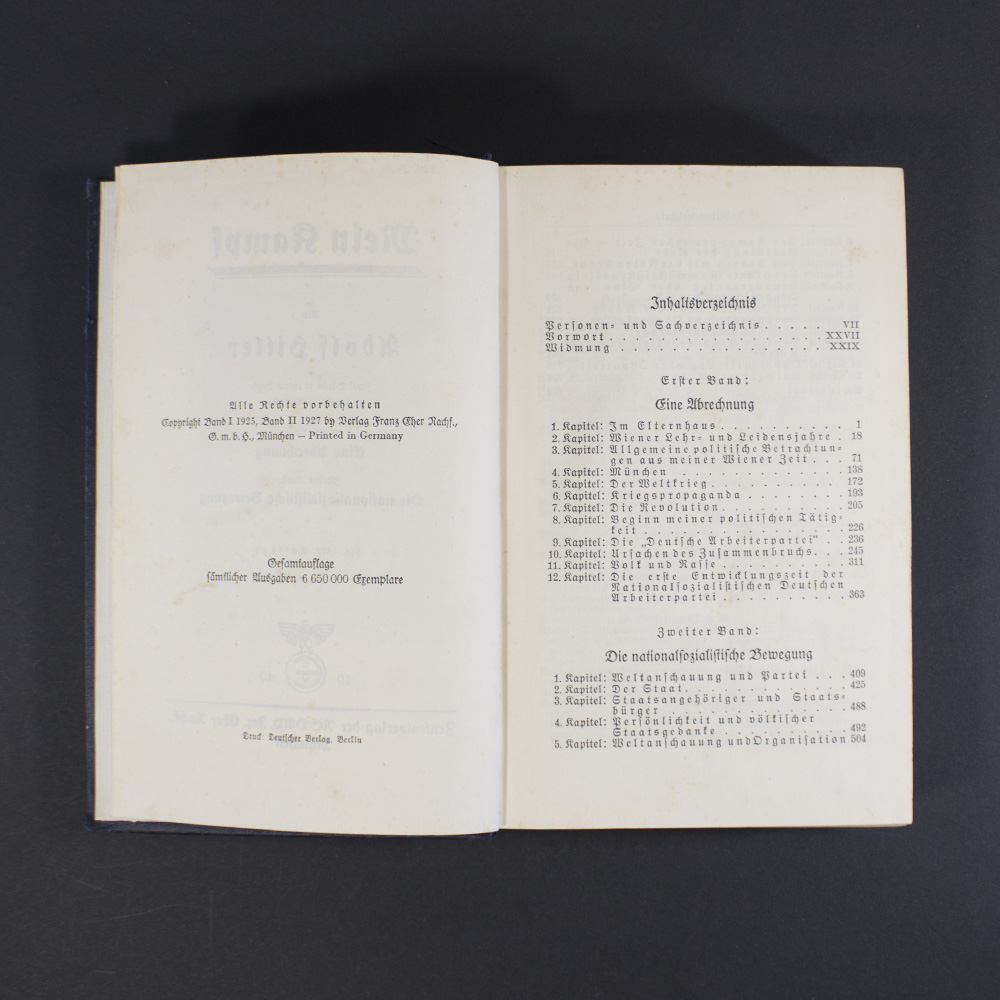 Alle Rechte vorbehalten
Copyright Band I 1925, Band II 1927 by Verlag Franz Eher Nachf.,
G. m. b. H., München – Printed in Germany
Gesamtauflage
sämtlicher Ausgaben 6 650 000 Exemplare
Druck: Deutscher Verlag, Berlin
Inhaltsverzeichnis
Personen- und Sachverzeichnis . . . . . VII
Vorwort . . . . . . . . . . . . . . . XXVII
Widmung . . . . . . . . . . . . . . . XXIX
Erster Band:
Eine Abrechnung
1. Kapitel: Im Elternhaus . . . . . . . . . . 1
2. Kapitel: Wiener Lehr- und Leidensjahre . 18
3. Kapitel: Allgemeine politische Betrachtun-
gen aus meiner Wiener Zeit . . . 71
4. Kapitel: München . . . . . . . . . . . . 138
5. Kapitel: Der Weltkrieg . . . . . . . . . 172
6. Kapitel: Kriegspropaganda . . . . . . . 193
7. Kapitel: Die Revolution . . . . . . . . . 205
8. Kapitel: Beginn meiner politischen Tätig-
keit . . . . . . . . . . . . . . 226
9. Kapitel: Die „Deutsche Arbeiterpartei“ . . 236
10. Kapitel: Ursachen des Zusammenbruchs . . 245
11. Kapitel: Volk und Rasse . . . . . . . . . 311
12. Kapitel: Die erste Entwicklungszeit der
Nationalsozialistischen Deutschen
Arbeiterpartei . . . . . . . . . 363
Zweiter Band:
Die nationalsozialistische Bewegung
1. Kapitel: Weltanschauung und Partei . . . 409
2. Kapitel: Der Staat . . . . . . . . . . . 425
3. Kapitel: Staatsangehöriger und Staats-
bürger . . . . . . . . . . . . . 488
4. Kapitel: Persönlichkeit und völkischer
Staatsgedanke . . . . . . . . . 492
5. Kapitel: Weltanschauung und Organisation 504